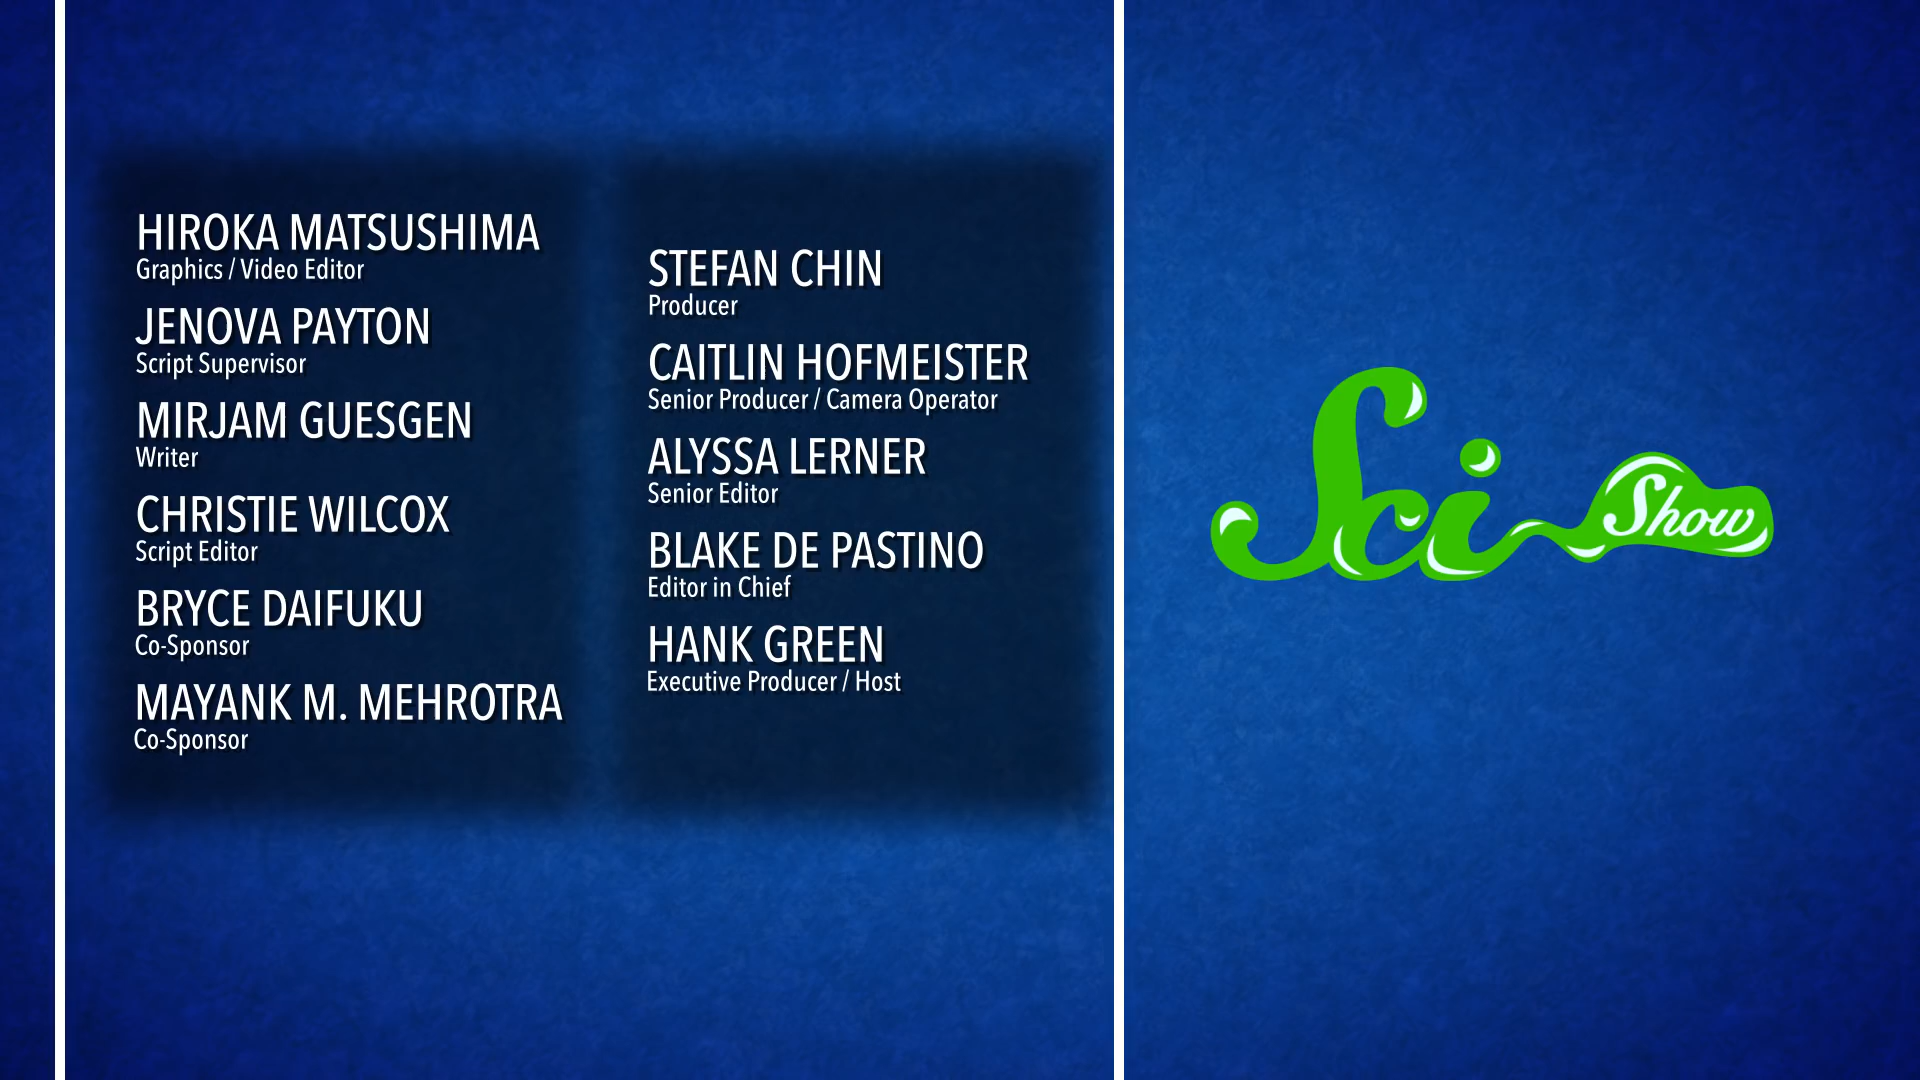 HIROKA MATSUSHIMA
Graphics / Video Editor
JENOVA PAYTON
Script Supervisor
MIRJAM GUESGEN
Writer
CHRISTIE WILCOX
Script Editor
BRYCE DAIFUKU
Co-Sponsor
MAYANK M. MEHROTRA
Co-Sponsor
STEFAN CHIN
Producer
CAITLIN HOFMEISTER
Senior Producer / Camera Operator
ALYSSA LERNER
Senior Editor
BLAKE DE PASTINO
Editor in Chief
HANK GREEN
Executive Producer / Host
Sci Show